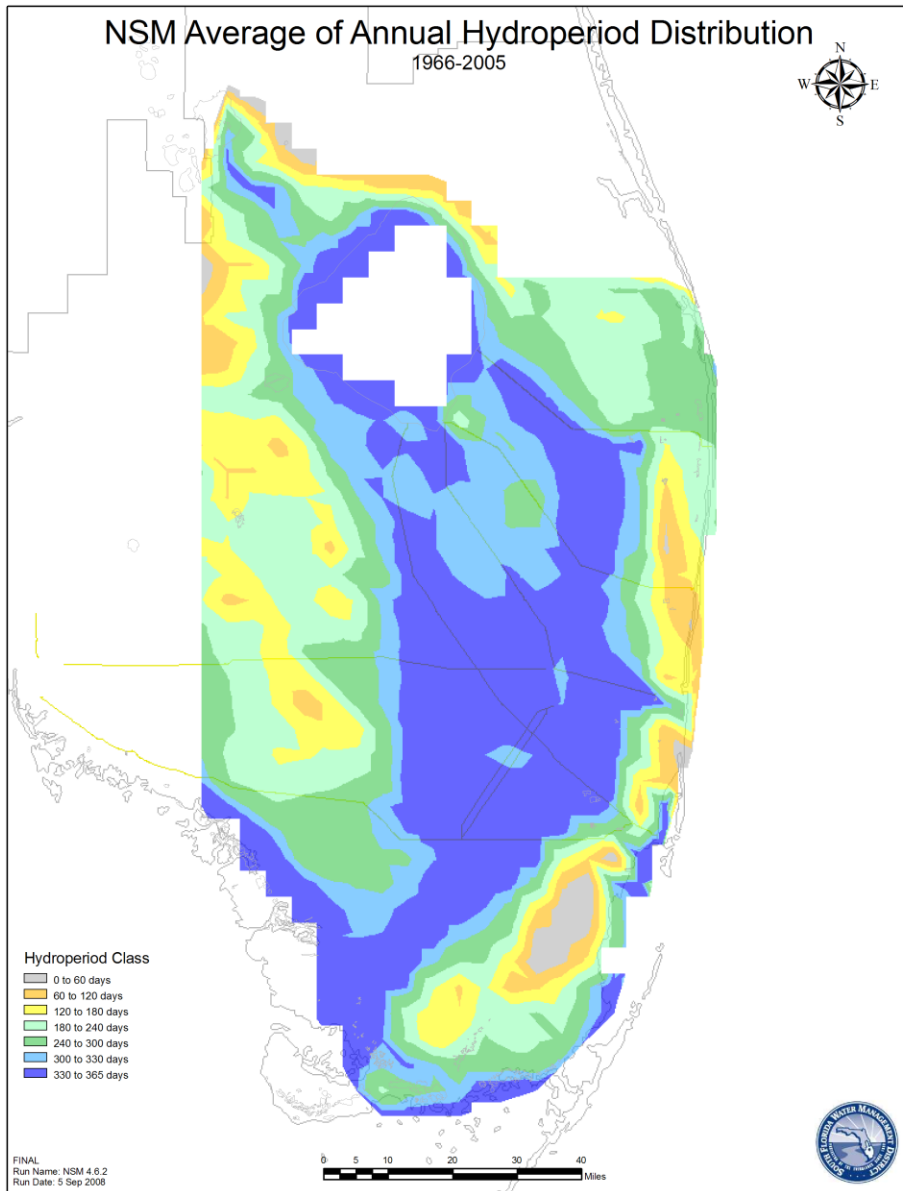 NSM Average of Annual Hydroperiod Distribution
1966-2005
N
W
E
S
Hydroperiod Class
0 to 60 days
60 to 120 days
120 to 180 days
180 to 240 days
240 to 300 days
300 to 330 days
330 to 365 days
FINAL
Run Name: NSM 4.6.2
Run Date: 5 Sep 2008
0 5 10 20 30 40
Miles
SOUTH FLORIDA WATER MANAGEMENT DISTRICT